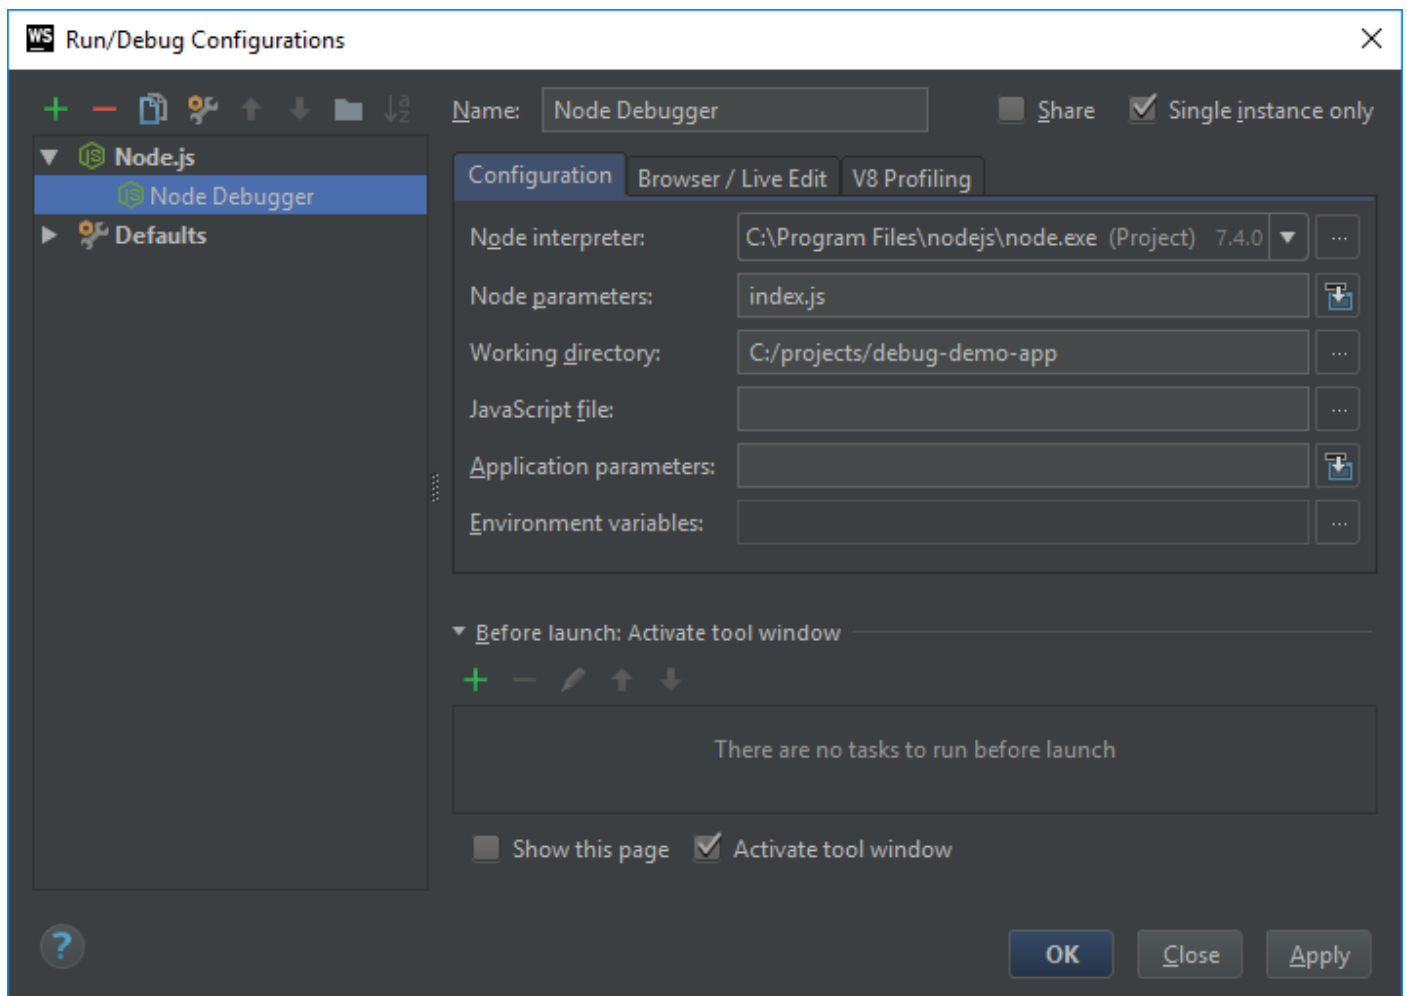 WS Run/Debug Configurations
Name: Node Debugger Share Single instance only
Node.js
Node Debugger
Defaults
Configuration Browser / Live Edit V8 Profiling
Node interpreter: C:\Program Files\nodejs\node.exe (Project) 7.4.0 ...
Node parameters: index.js
Working directory: C:/projects/debug-demo-app ...
JavaScript file: ...
Application parameters:
Environment variables: ...
Before launch: Activate tool window
There are no tasks to run before launch
Show this page Activate tool window
? OK Close Apply